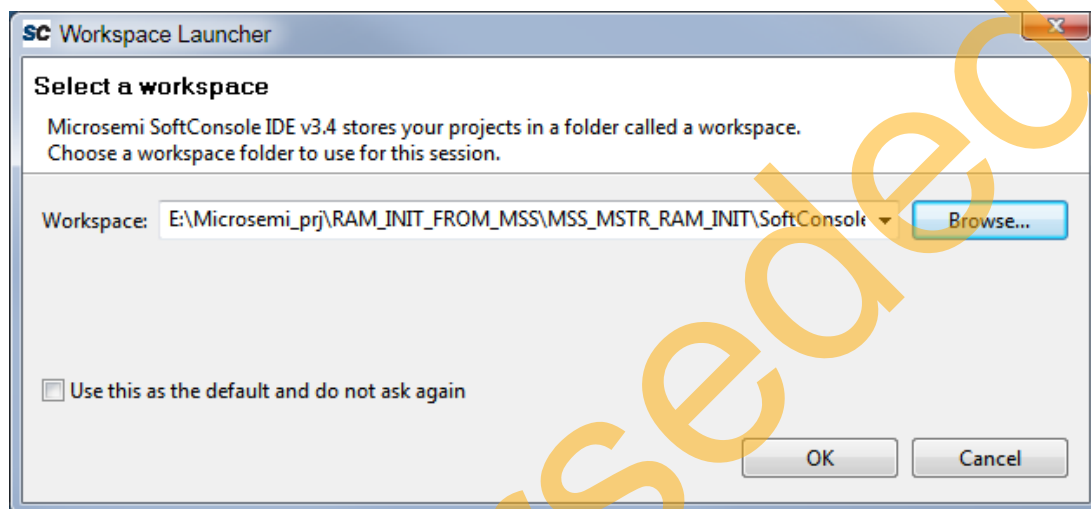 SC Workspace Launcher
Select a workspace
Microsemi SoftConsole IDE v3.4 stores your projects in a folder called a workspace.
Choose a workspace folder to use for this session.
Workspace: E:\Microsemi_prj\RAM_INIT_FROM_MSS\MSS_MSTR_RAM_INIT\SoftConsole Browse...
Use this as the default and do not ask again
OK Cancel
seded